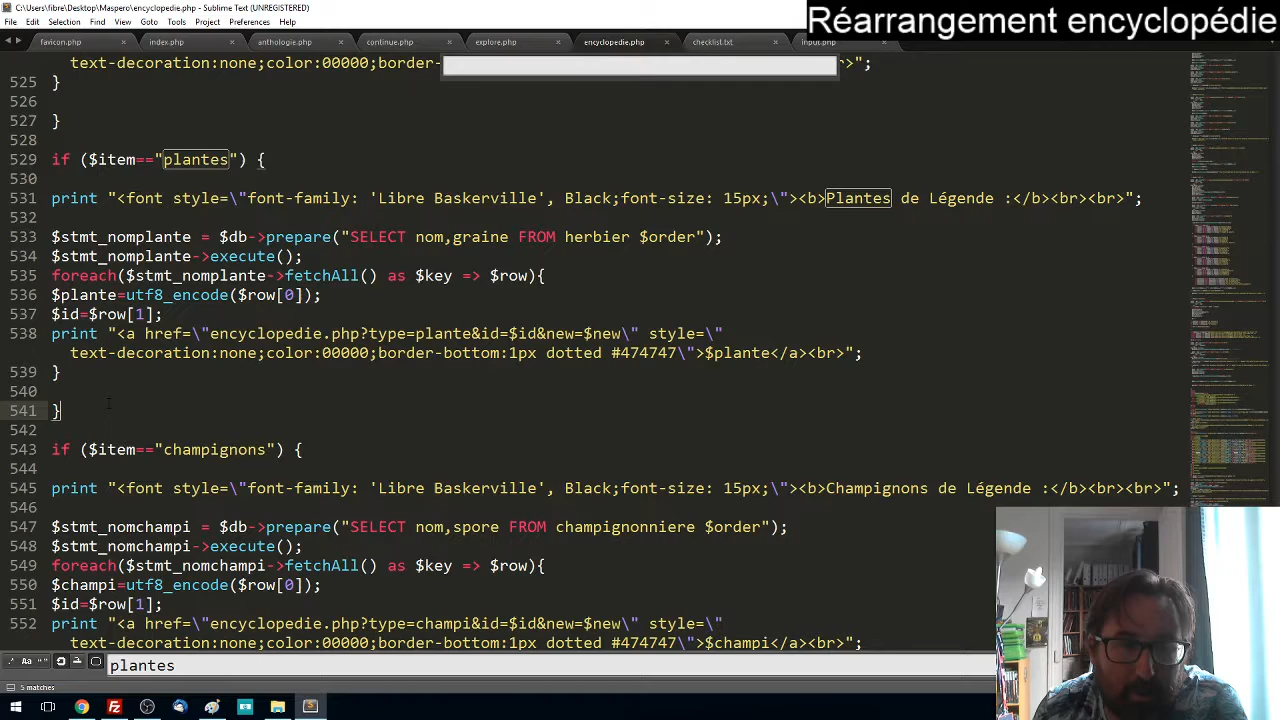 C:\Users\fibre\Desktop\Maspero\encyclopedie.php - Sublime Text (UNREGISTERED)
Réarrangement encyclopédie
File Edit Selection Find View Goto Tools Project Preferences Help
favicon.php × index.php × anthologie.php × continue.php × explore.php × encyclopedie.php × checklist.txt × input.php ×
text-decoration:none;color:00000;border- >";
525 }
526
527 }
528
529 if ($item=="plantes") {
530
531 print "<font style=\"font-family: 'Libre Baskerville', Black;font-size: 15px;\"><b>Plantes de Légende :</b><br><br>";
532
533 $stmt_nomplante = $db->prepare("SELECT nom,graine FROM herbier $order");
534 $stmt_nomplante->execute();
535 foreach($stmt_nomplante->fetchAll() as $key => $row){
536 $plante=utf8_encode($row[0]);
537 $id=$row[1];
538 print "<a href=\"encyclopedie.php?type=plante&id=$id&new=$new\" style=\"
text-decoration:none;color:00000;border-bottom:1px dotted #474747\">$plante</a><br>";
539 }
540
541 }
542
543 if ($item=="champignons") {
544
545 print "<font style=\"font-family: 'Libre Baskerville', Black;font-size: 15px;\"><b>Champignons de Légende :</b><br><br>";
546
547 $stmt_nomchampi = $db->prepare("SELECT nom,spore FROM champignonniere $order");
548 $stmt_nomchampi->execute();
549 foreach($stmt_nomchampi->fetchAll() as $key => $row){
550 $champi=utf8_encode($row[0]);
551 $id=$row[1];
552 print "<a href=\"encyclopedie.php?type=champi&id=$id&new=$new\" style=\"
text-decoration:none;color:00000;border-bottom:1px dotted #474747\">$champi</a><br>";
.* Aa “” plantes
5 matches